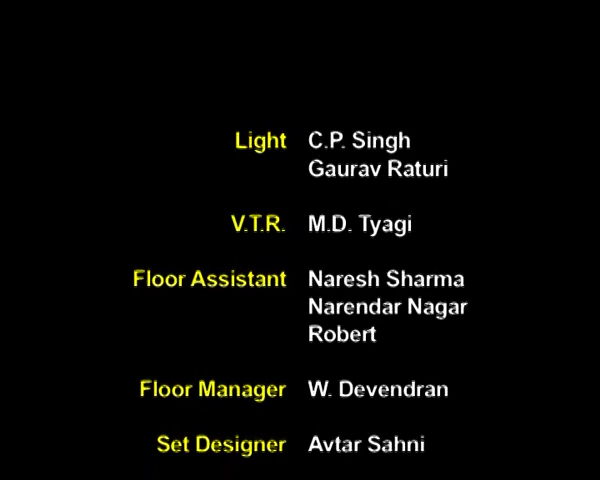 Light C.P. Singh
Gaurav Raturi
V.T.R. M.D. Tyagi
Floor Assistant Naresh Sharma
Narendar Nagar
Robert
Floor Manager W. Devendran
Set Designer Avtar Sahni